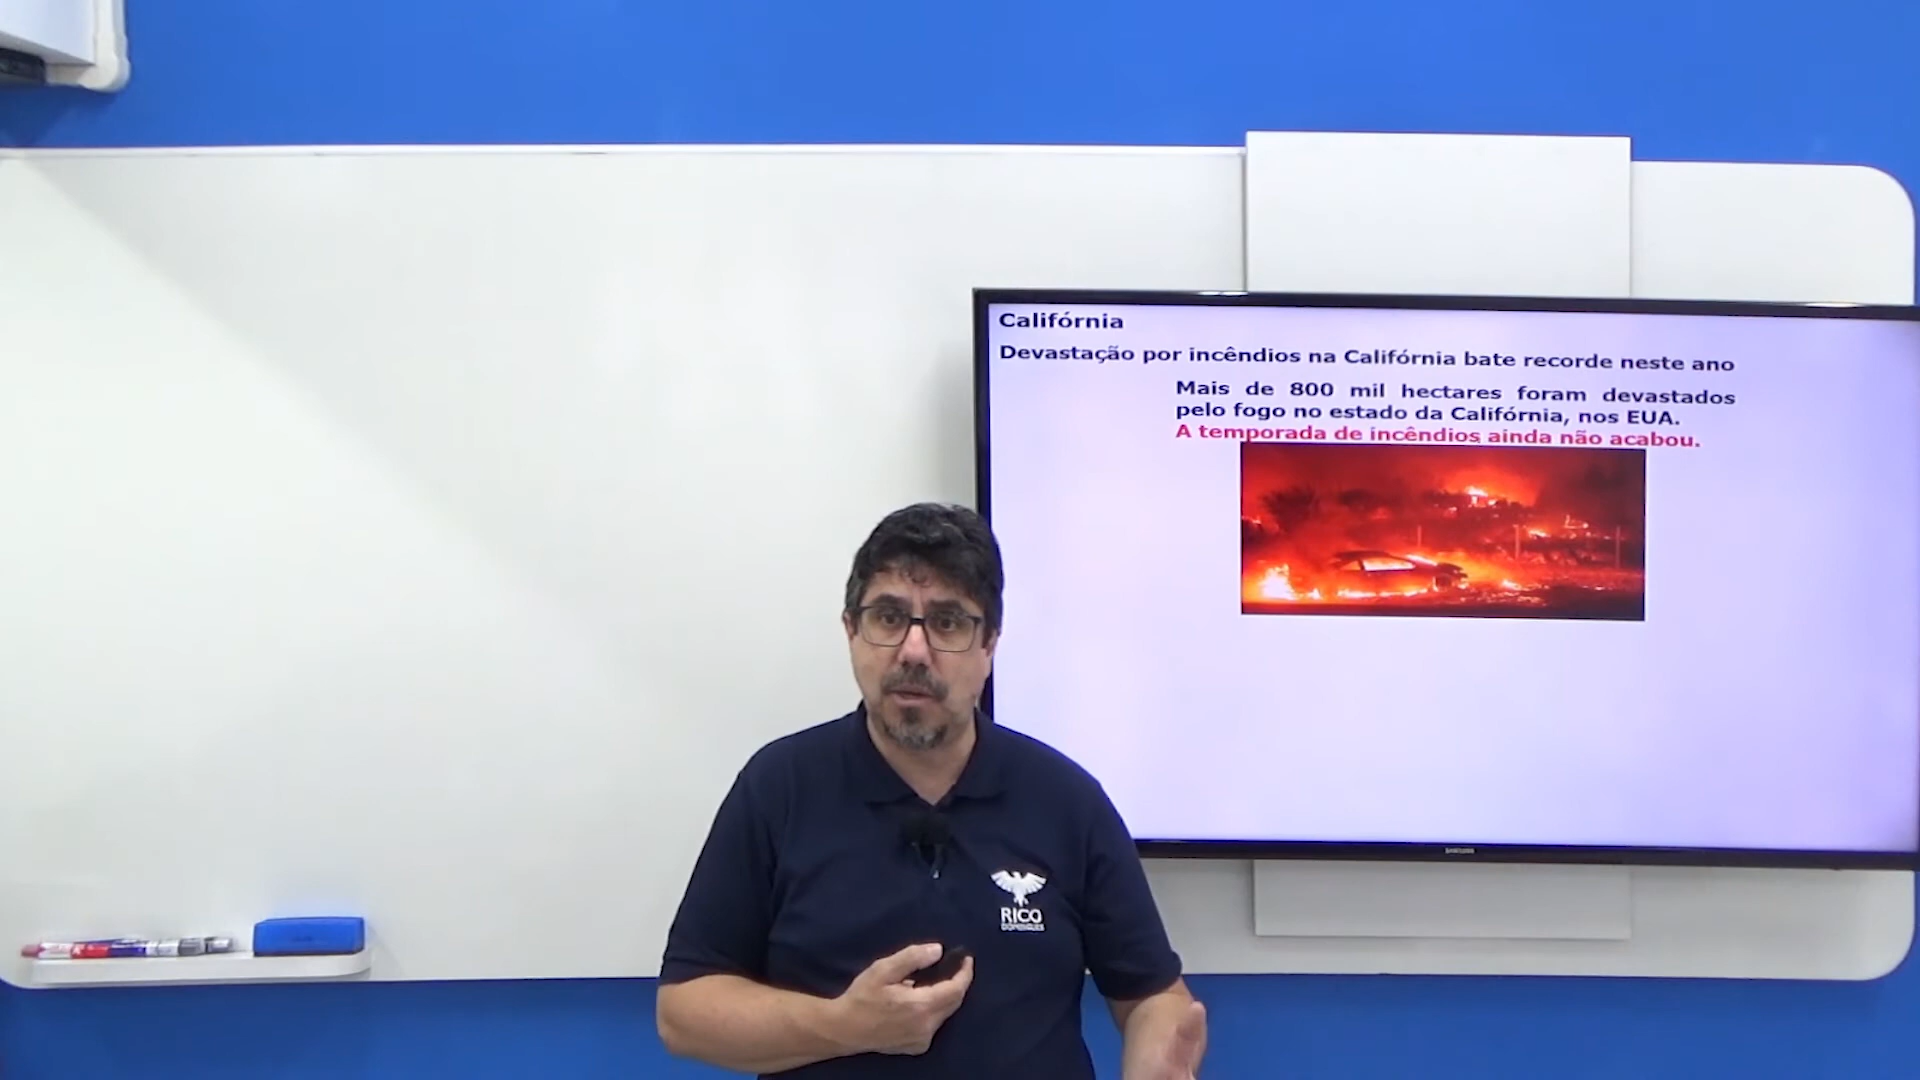 Califórnia
Devastação por incêndios na Califórnia bate recorde neste ano
Mais de 800 mil hectares foram devastados
pelo fogo no estado da Califórnia, nos EUA.
A temporada de incêndios ainda não acabou.
SAMSUNG
RICO
DOMINGUES